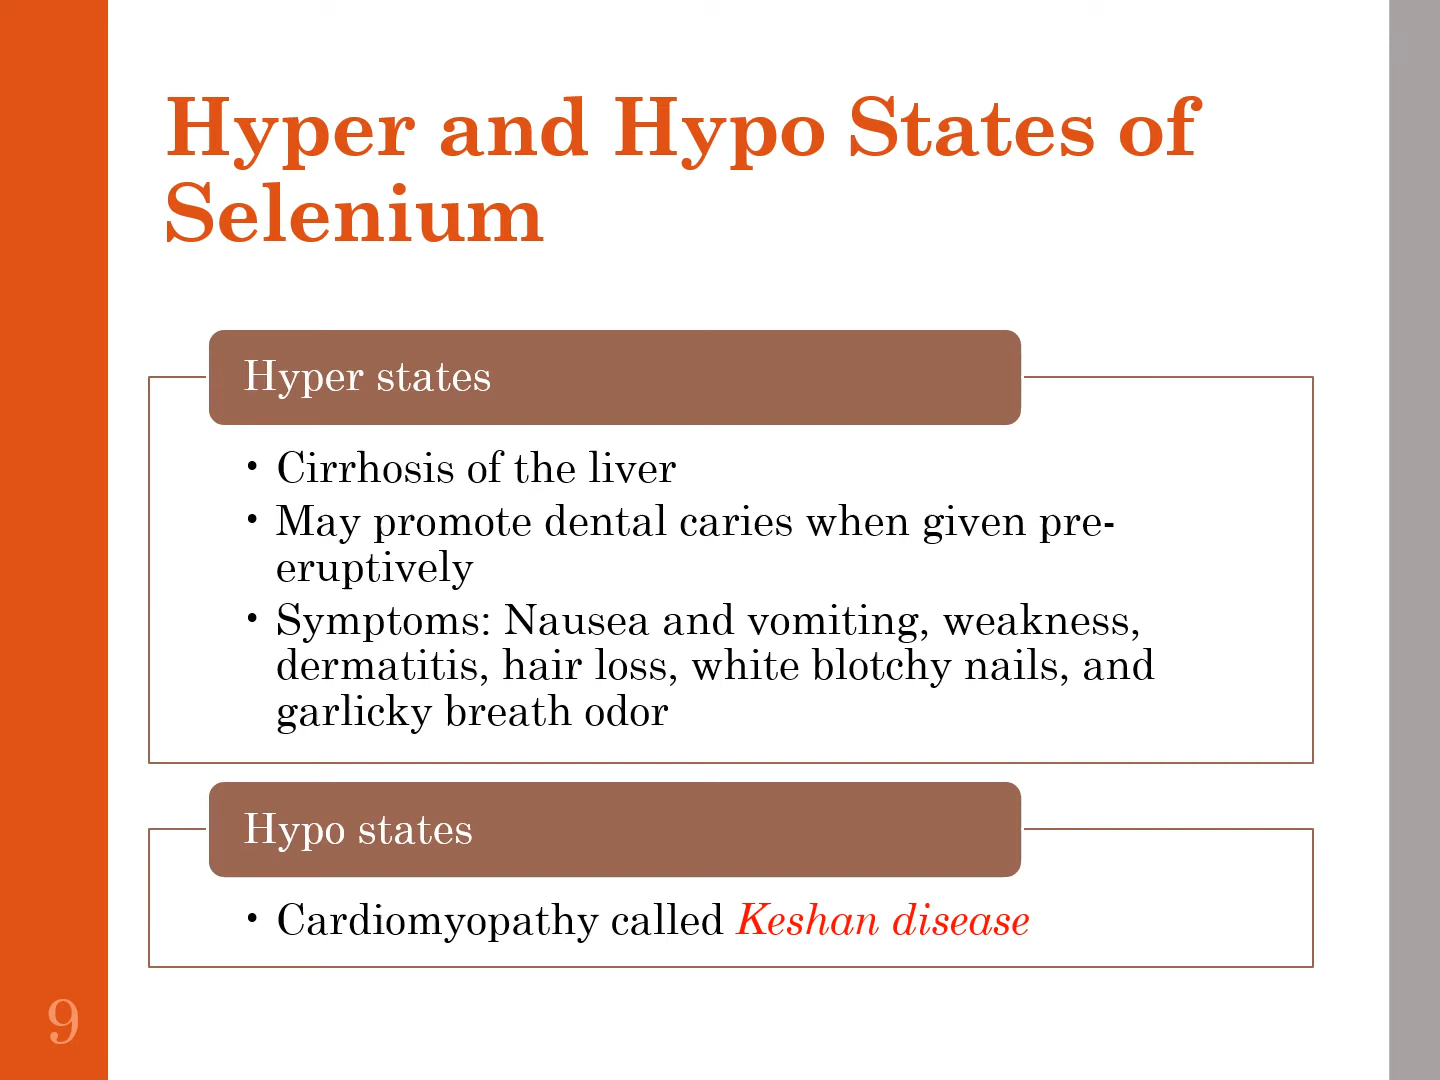 Hyper and Hypo States of
Selenium
Hyper states
• Cirrhosis of the liver
• May promote dental caries when given pre-
eruptively
• Symptoms: Nausea and vomiting, weakness,
dermatitis, hair loss, white blotchy nails, and
garlicky breath odor
Hypo states
• Cardiomyopathy called Keshan disease
9